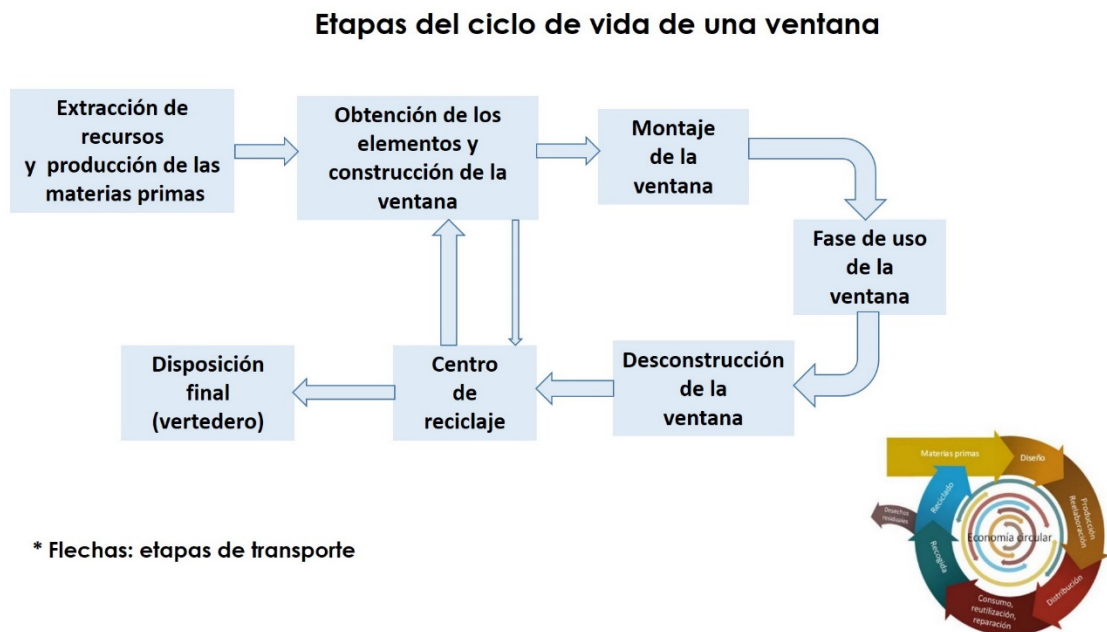 Etapas del ciclo de vida de una ventana
Extracción de
recursos
y producción de las
materias primas
Obtención de los
elementos y
construcción de la
ventana
Montaje
de la
ventana
Fase de uso
de la
ventana
Disposición
final
(vertedero)
Centro
de
reciclaje
Desconstrucción
de la
ventana
* Flechas: etapas de transporte
Materias primas
Diseño
Producción
Reelaboración
Distribución
Consumo,
reutilización,
reparación
Recogida
Reciclado
Desechos
residuales
Economía circular